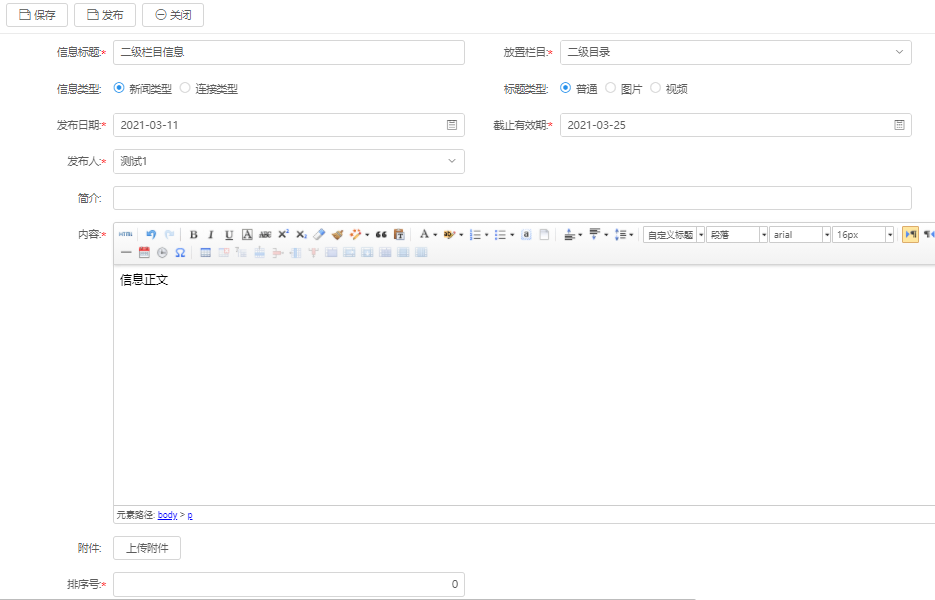 保存 发布 关闭
信息标题:* 二级栏目信息 放置栏目:* 二级目录
信息类型: 新闻类型 连接类型 标题类型: 普通 图片 视频
发布日期:* 2021-03-11 截止有效期:* 2021-03-25
发布人:* 测试1
简介:
内容:* HTML B I U A ABC X² X₂ A 自定义标题 段落 arial 16px
信息正文
元素路径: body > p
附件: 上传附件
排序号:* 0